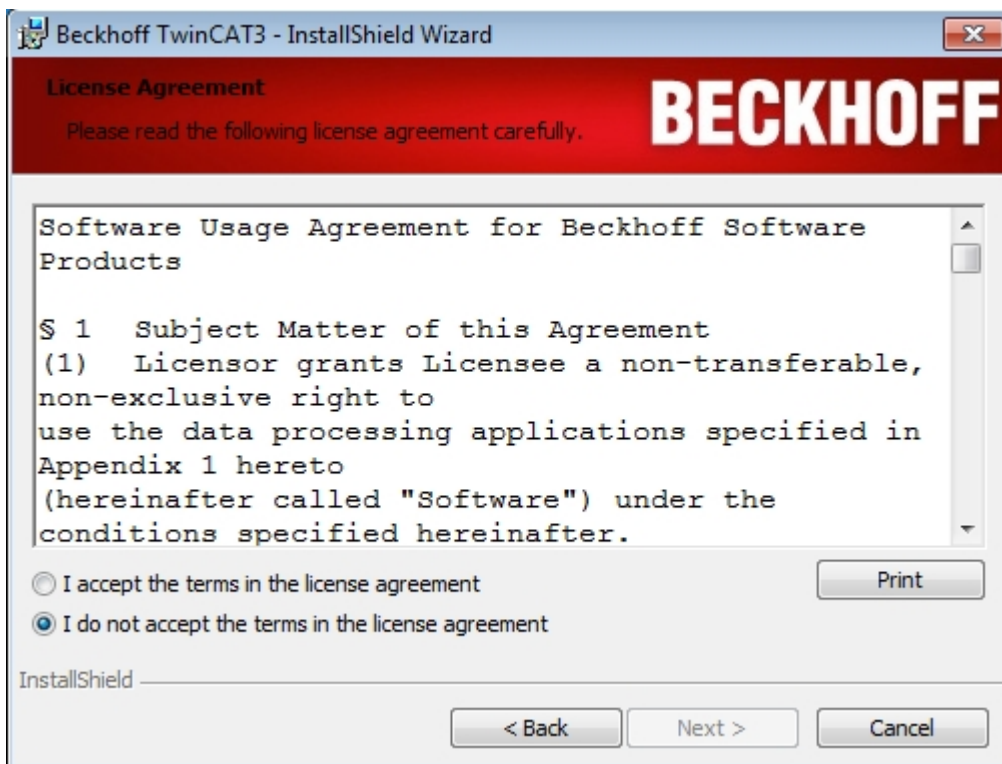 Beckhoff TwinCAT3 - InstallShield Wizard
License Agreement
Please read the following license agreement carefully.
BECKHOFF
Software Usage Agreement for Beckhoff Software
Products
§ 1 Subject Matter of this Agreement
(1) Licensor grants Licensee a non-transferable,
non-exclusive right to
use the data processing applications specified in
Appendix 1 hereto
(hereinafter called "Software") under the
conditions specified hereinafter.
I accept the terms in the license agreement
Print
I do not accept the terms in the license agreement
InstallShield
< Back
Next >
Cancel